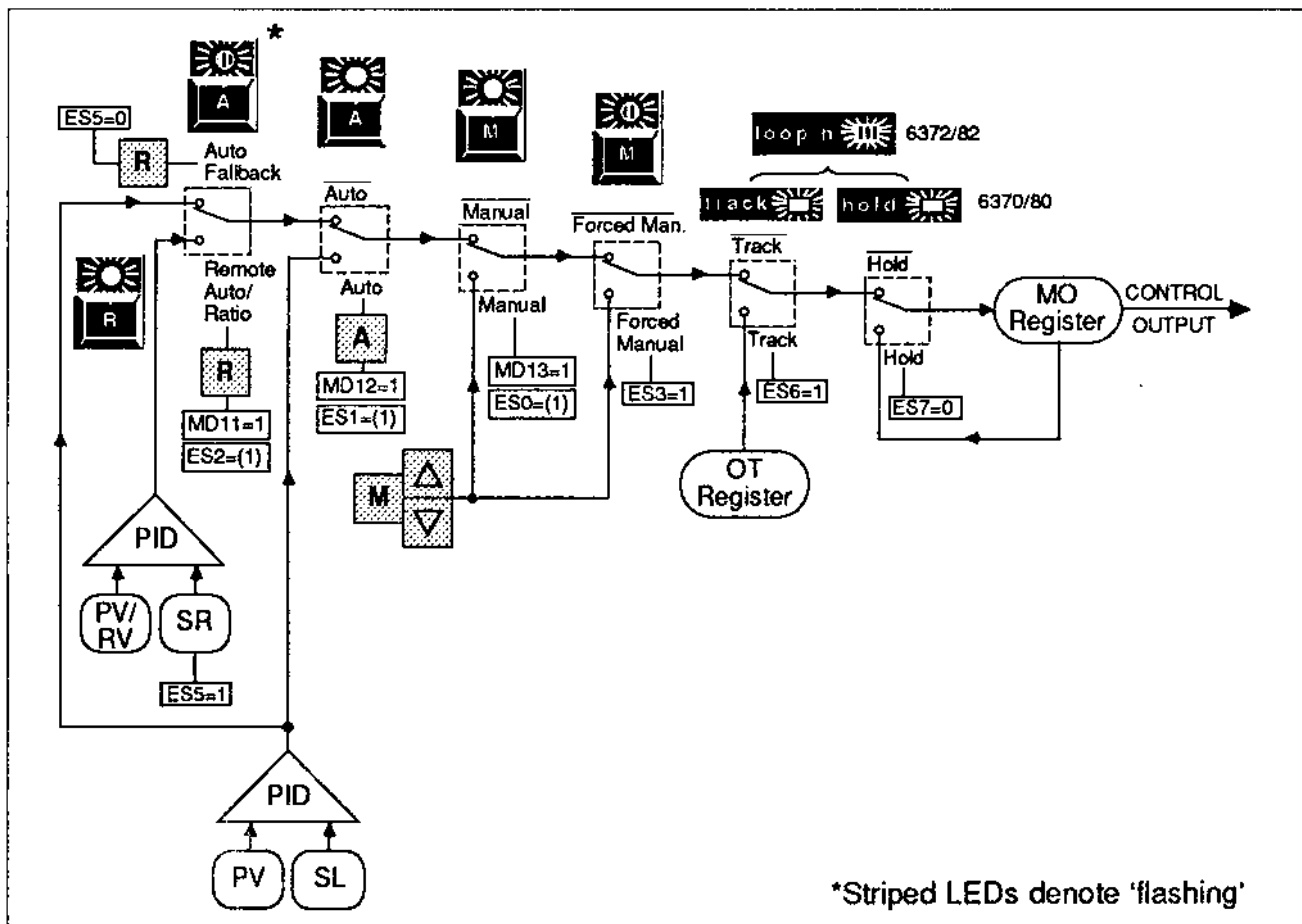 *
A
A
M
M
ES5=0
R
Auto
Fallback
loop n
6372/82
track
hold
6370/80
Auto
Manual
Forced Man.
Track
Hold
R
Remote
Auto/
Ratio
Auto
Manual
Forced
Manual
Track
Hold
MO
Register
CONTROL
OUTPUT
R
MD11=1
ES2=(1)
A
MD12=1
ES1=(1)
MD13=1
ES0=(1)
ES3=1
ES6=1
ES7=0
M
OT
Register
PID
PV/
RV
SR
ES5=1
PID
PV
SL
*Striped LEDs denote 'flashing'